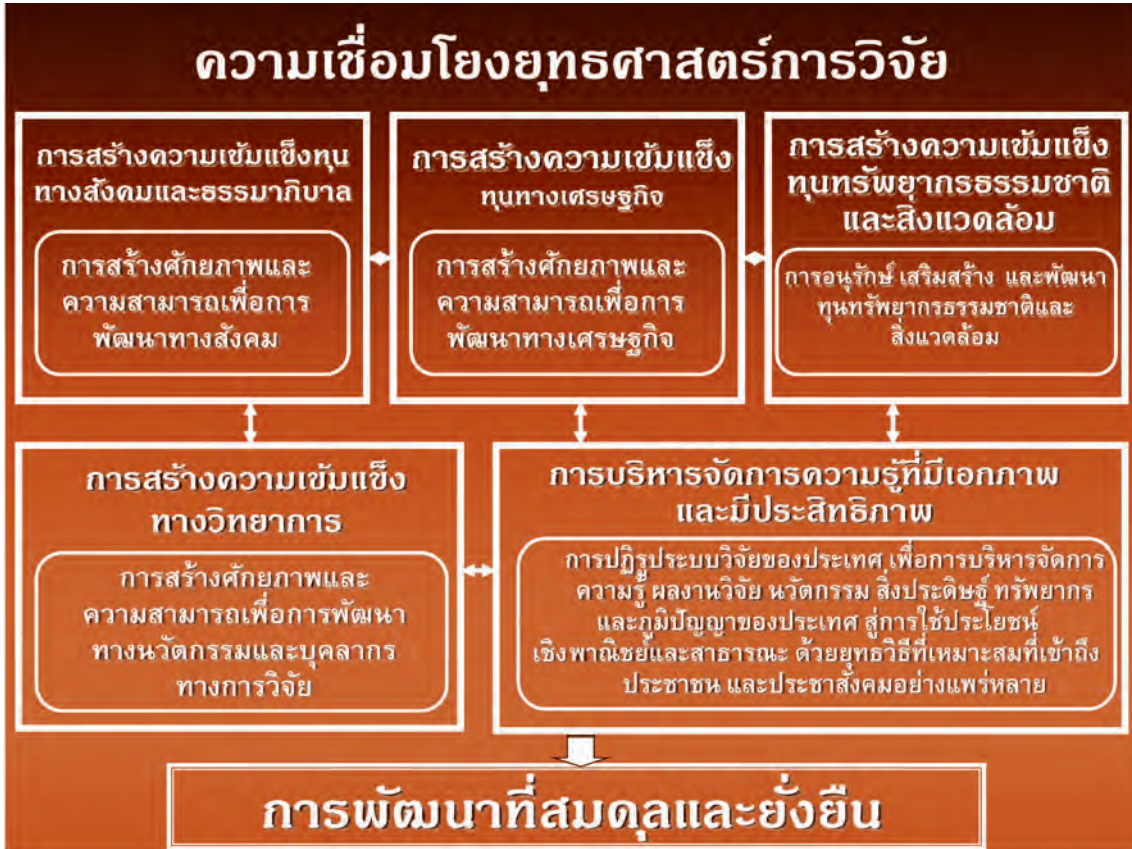 ความเชื่อมโยงยุทธศาสตร์การวิจัย
การสร้างความเข้มแข็งทุน
ทางสังคมและธรรมาภิบาล
การสร้างศักยภาพและ
ความสามารถเพื่อการ
พัฒนาทางสังคม
การสร้างความเข้มแข็ง
ทุนทางเศรษฐกิจ
การสร้างศักยภาพและ
ความสามารถเพื่อการ
พัฒนาทางเศรษฐกิจ
การสร้างความเข้มแข็ง
ทุนทรัพยากรธรรมชาติ
และสิ่งแวดล้อม
การอนุรักษ์ เสริมสร้าง และพัฒนา
ทุนทรัพยากรธรรมชาติและ
สิ่งแวดล้อม
การสร้างความเข้มแข็ง
ทางวิทยาการ
การสร้างศักยภาพและ
ความสามารถเพื่อการพัฒนา
ทางนวัตกรรมและบุคลากร
ทางการวิจัย
การบริหารจัดการความรู้ที่มีเอกภาพ
และมีประสิทธิภาพ
การปฏิรูประบบวิจัยของประเทศ เพื่อการบริหารจัดการ
ความรู้ ผลงานวิจัย นวัตกรรม สิ่งประดิษฐ์ ทรัพยากร
และภูมิปัญญาของประเทศ สู่การใช้ประโยชน์
เชิงพาณิชย์และสาธารณะ ด้วยยุทธวิธีที่เหมาะสมที่เข้าถึง
ประชาชน และประชาสังคมอย่างแพร่หลาย
การพัฒนาที่สมดุลและยั่งยืน